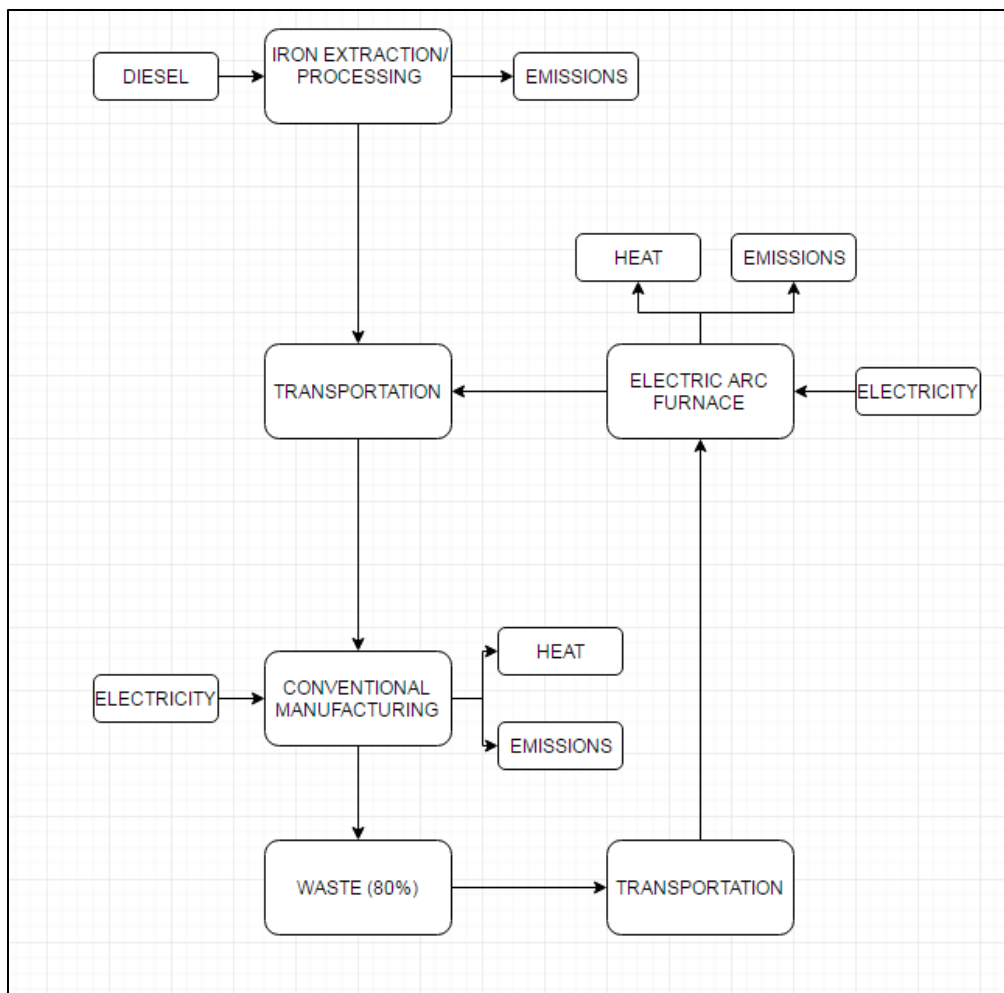 IRON EXTRACTION/
PROCESSING
DIESEL
EMISSIONS
HEAT
EMISSIONS
TRANSPORTATION
ELECTRIC ARC
FURNACE
ELECTRICITY
HEAT
ELECTRICITY
CONVENTIONAL
MANUFACTURING
EMISSIONS
WASTE (80%)
TRANSPORTATION